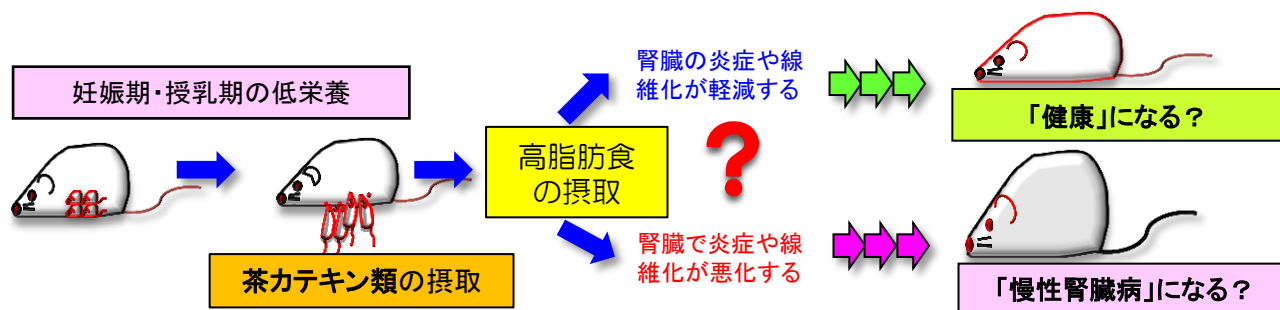 妊娠期・授乳期の低栄養
茶カテキン類の摂取
高脂肪食
の摂取
腎臓の炎症や線
維化が軽減する
?
腎臓で炎症や線
維化が悪化する
「健康」になる?
「慢性腎臓病」になる?